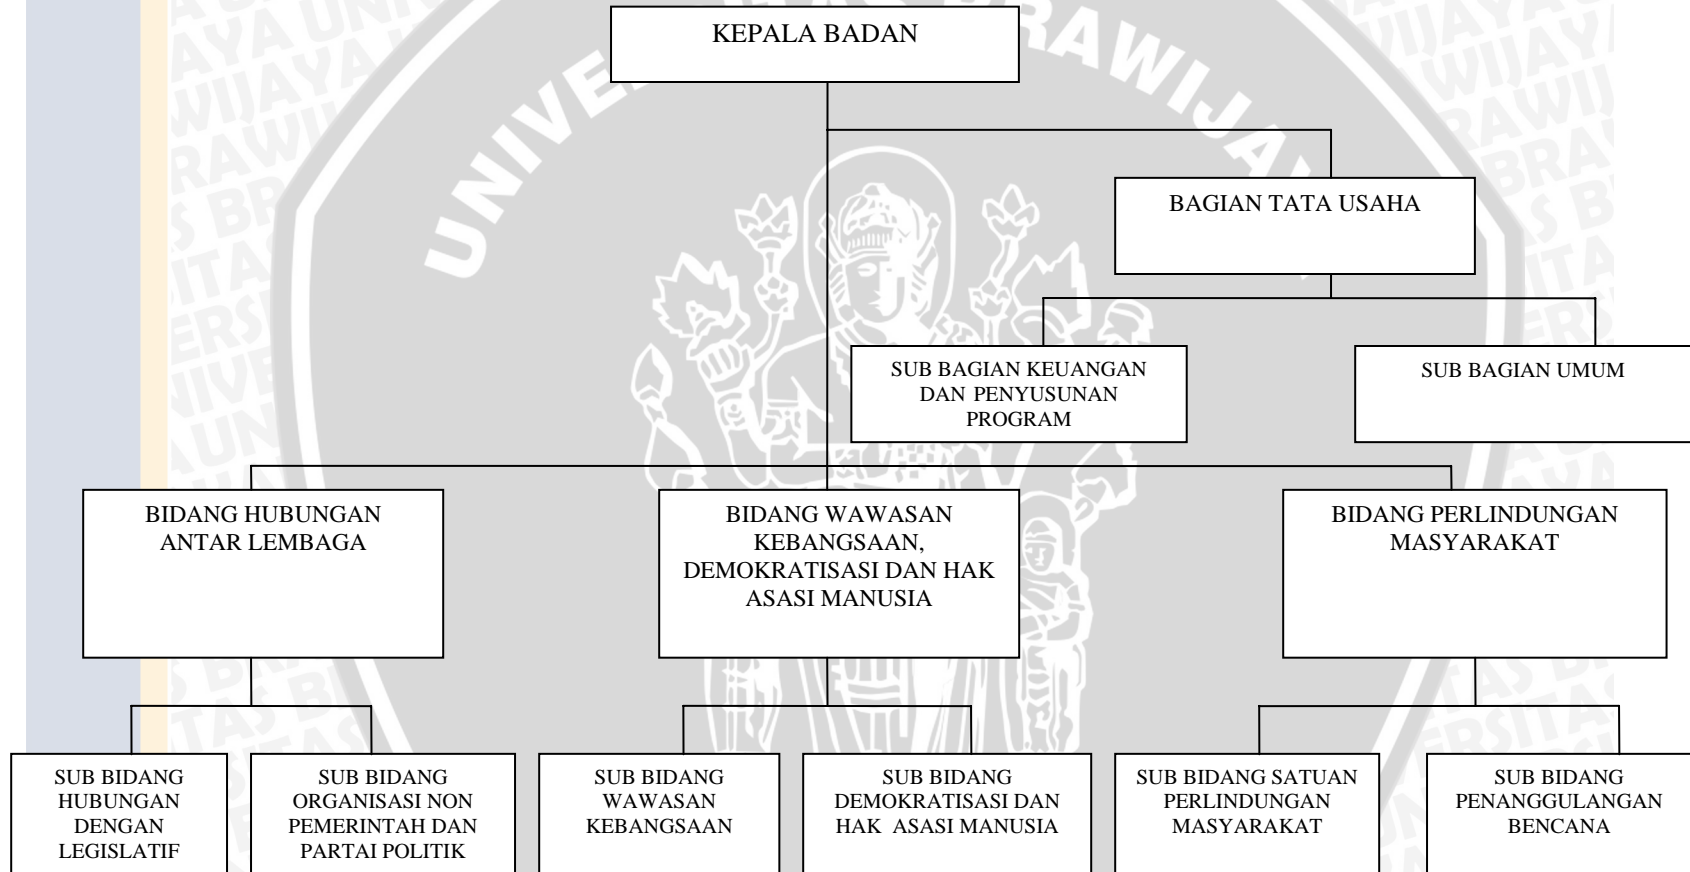 KEPALA BADAN
UNIVE
AS BRAWIJAY
BAGIAN TATA USAHA
SUB BAGIAN KEUANGAN
DAN PENYUSUNAN
PROGRAM
SUB BAGIAN UMUM
BIDANG HUBUNGAN
ANTAR LEMBAGA
BIDANG WAWASAN
KEBANGSAAN,
DEMOKRATISASI DAN HAK
ASASI MANUSIA
BIDANG PERLINDUNGAN
MASYARAKAT
SUB BIDANG
HUBUNGAN
DENGAN
LEGISLATIF
SUB BIDANG
ORGANISASI NON
PEMERINTAH DAN
PARTAI POLITIK
SUB BIDANG
WAWASAN
KEBANGSAAN
SUB BIDANG
DEMOKRATISASI DAN
HAK ASASI MANUSIA
SUB BIDANG SATUAN
PERLINDUNGAN
MASYARAKAT
SUB BIDANG
PENANGGULANGAN
BENCANA